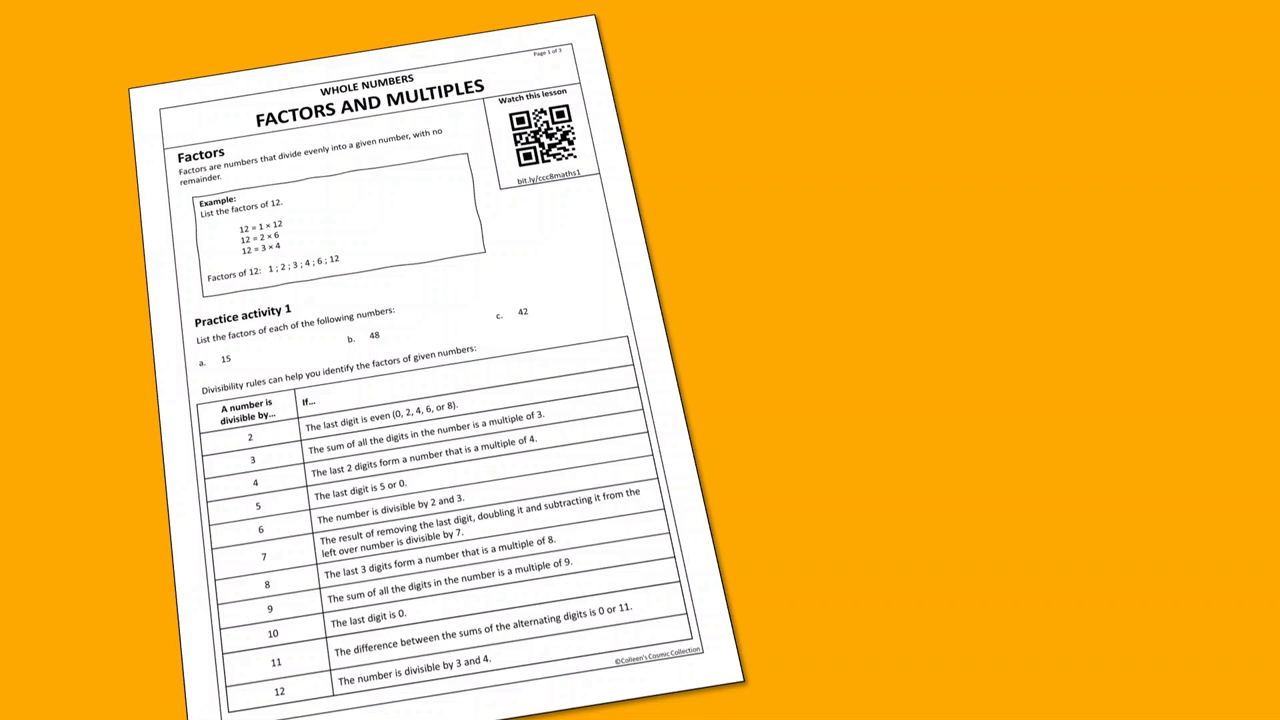 Page 1 of 3
WHOLE NUMBERS
FACTORS AND MULTIPLES
Watch this lesson
bit.ly/ccc8maths1
Factors
Factors are numbers that divide evenly into a given number, with no
remainder.
Example:
List the factors of 12.
12 = 1 × 12
12 = 2 × 6
12 = 3 × 4
Factors of 12: 1 ; 2 ; 3 ; 4 ; 6 ; 12
Practice activity 1
List the factors of each of the following numbers:
a. 15 b. 48 c. 42
Divisibility rules can help you identify the factors of given numbers:
A number is
divisible by...
If...
2 The last digit is even (0, 2, 4, 6, or 8).
3 The sum of all the digits in the number is a multiple of 3.
4 The last 2 digits form a number that is a multiple of 4.
5 The last digit is 5 or 0.
6 The number is divisible by 2 and 3.
7 The result of removing the last digit, doubling it and subtracting it from the
left over number is divisible by 7.
8 The last 3 digits form a number that is a multiple of 8.
9 The sum of all the digits in the number is a multiple of 9.
10 The last digit is 0.
11 The difference between the sums of the alternating digits is 0 or 11.
12 The number is divisible by 3 and 4.
©Colleen's Cosmic Collection